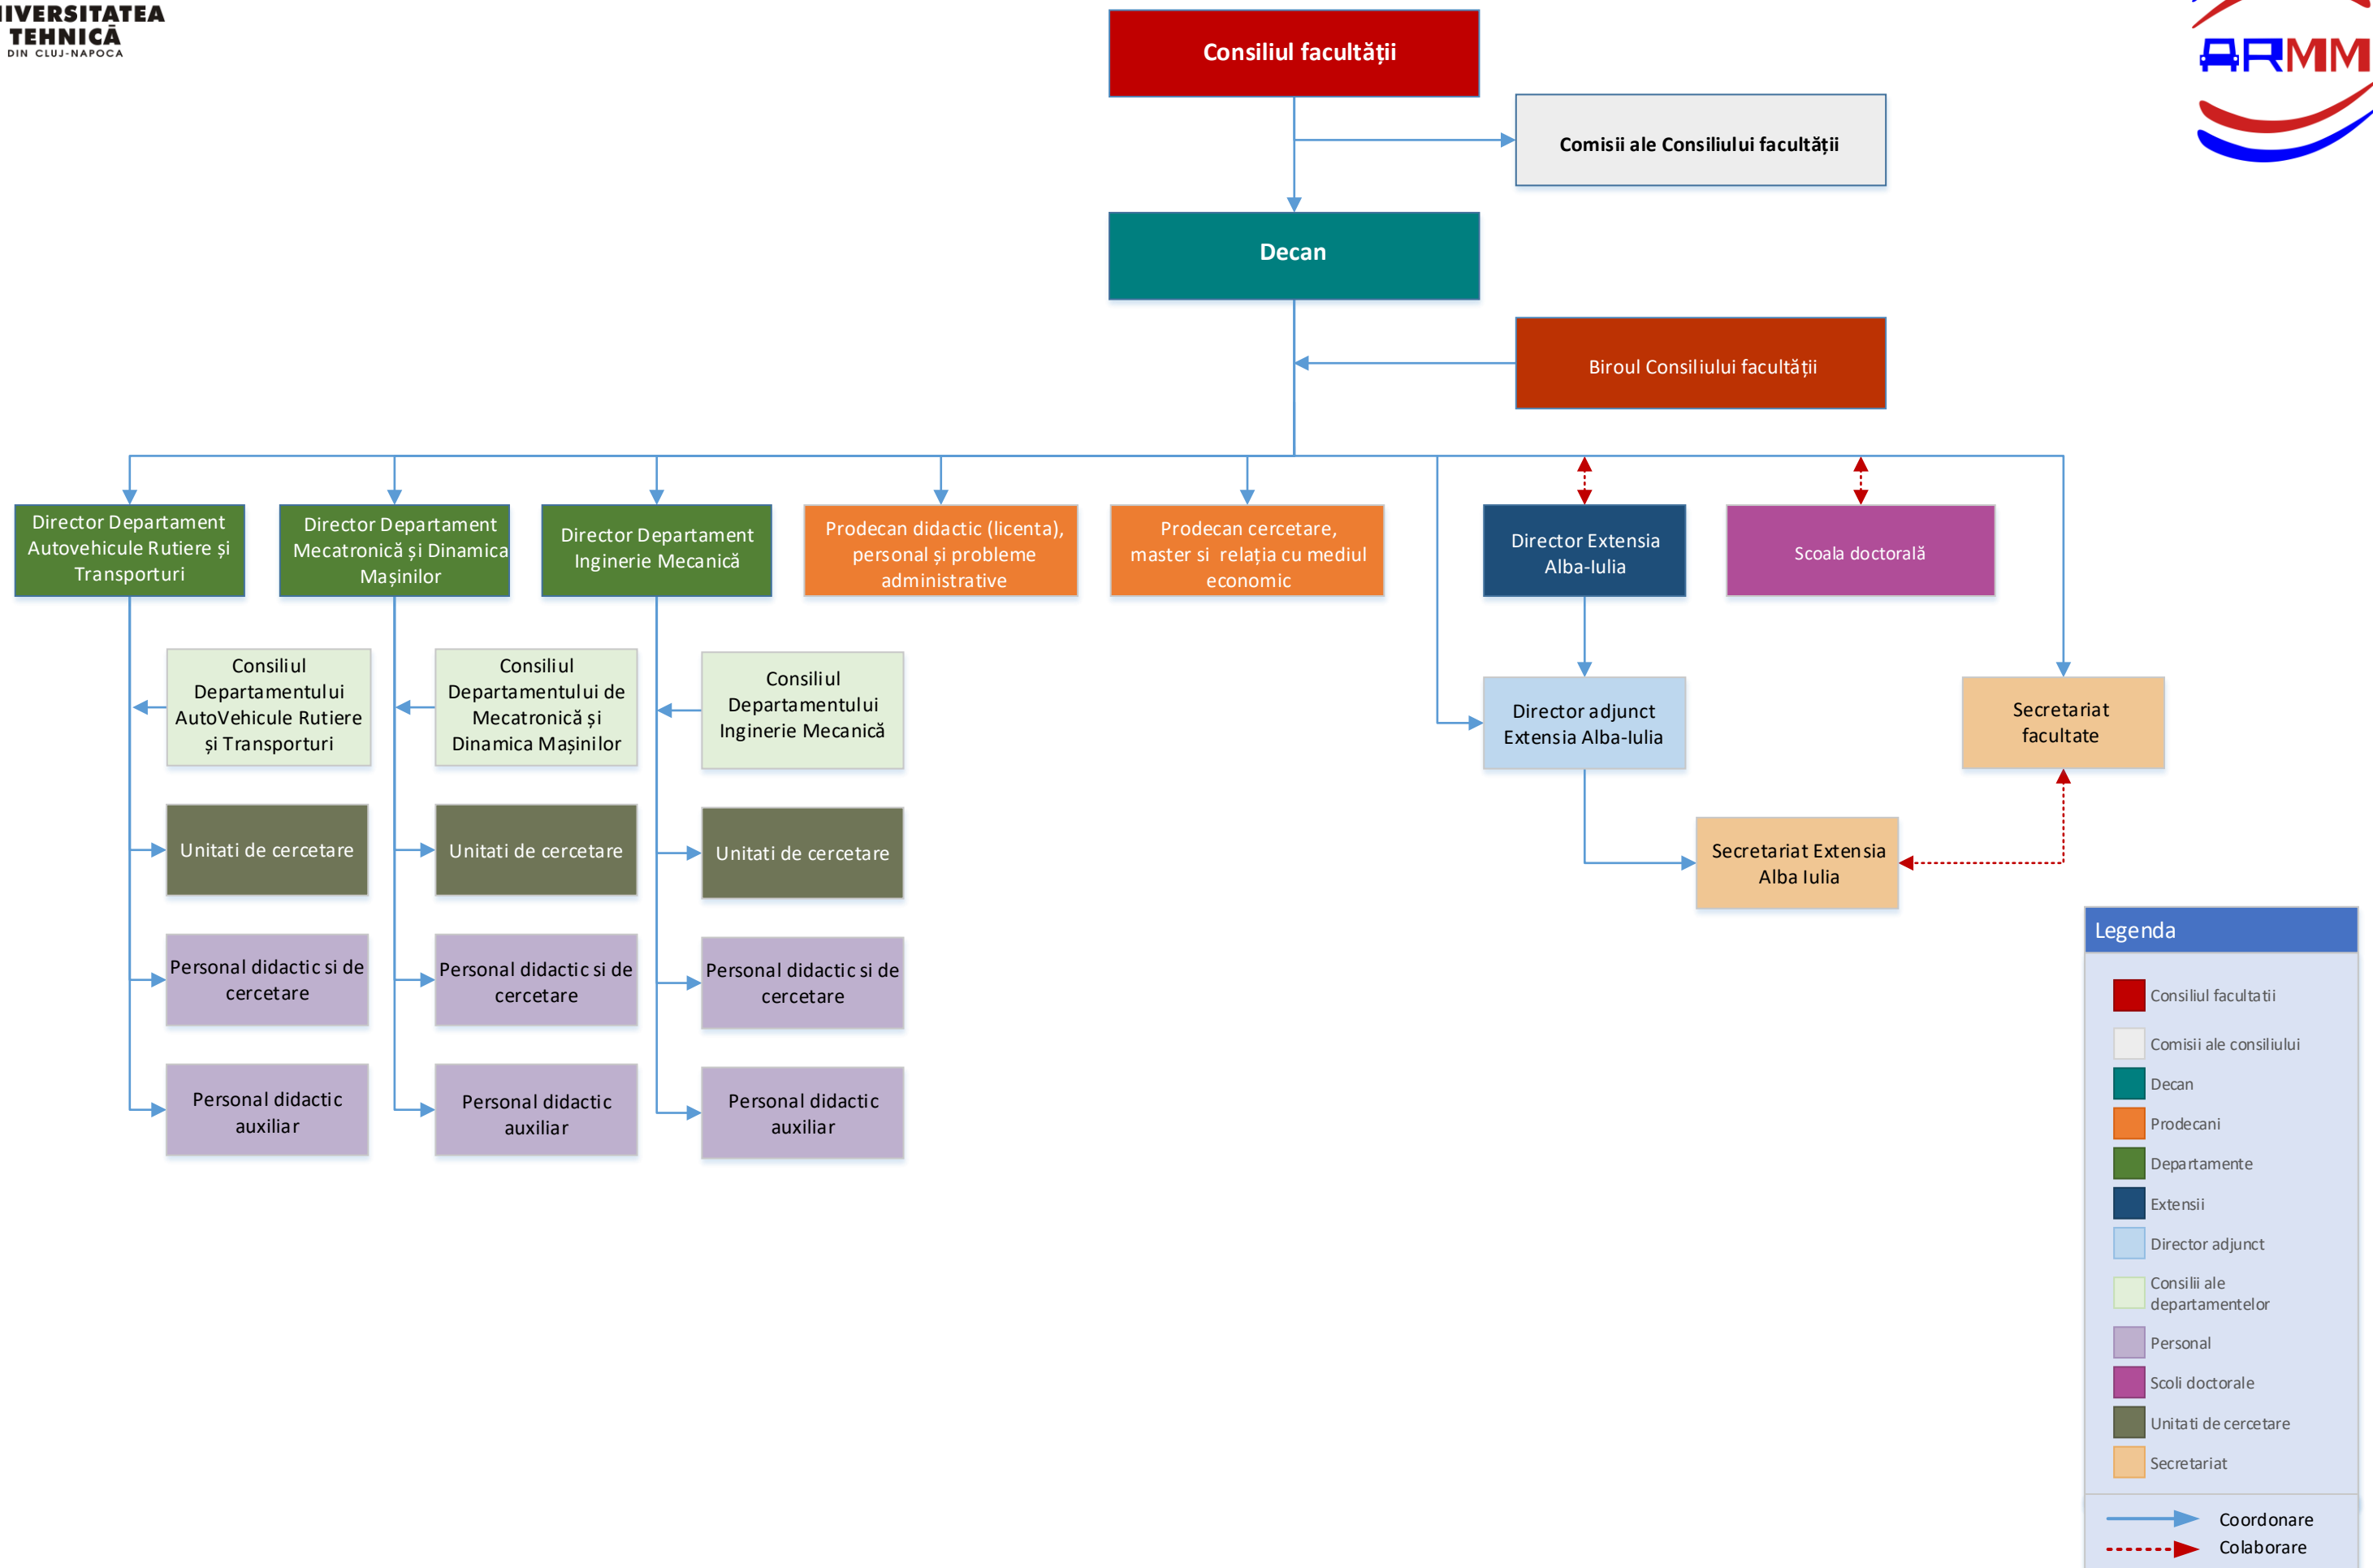 TEHNICĂ
DIN CLUJ-NAPOCA
ARMM
Consiliul facultății
Comisii ale Consiliului facultății
Decan
Biroul Consiliului facultății
Director Departament
Autovehicule Rutiere și
Transporturi
Director Departament
Mecatronică și Dinamica
Mașinilor
Director Departament
Inginerie Mecanică
Prodecan didactic (licenta),
personal și probleme
administrative
Prodecan cercetare,
master si relația cu mediul
economic
Director Extensia
Alba-Iulia
Scoala doctorală
Consiliul
Departamentului
AutoVehicule Rutiere
și Transporturi
Consiliul
Departamentului de
Mecatronică și
Dinamica Mașinilor
Consiliul
Departamentului
Inginerie Mecanică
Director adjunct
Extensia Alba-Iulia
Secretariat
facultate
Unitati de cercetare
Unitati de cercetare
Unitati de cercetare
Secretariat Extensia
Alba Iulia
Personal didactic si de
cercetare
Personal didactic si de
cercetare
Personal didactic si de
cercetare
Personal didactic
auxiliar
Personal didactic
auxiliar
Personal didactic
auxiliar
Legenda
Consiliul facultatii
Comisii ale consiliului
Decan
Prodecani
Departamente
Extensii
Director adjunct
Consilii ale
departamentelor
Personal
Scoli doctorale
Unitati de cercetare
Secretariat
Coordonare
Colaborare